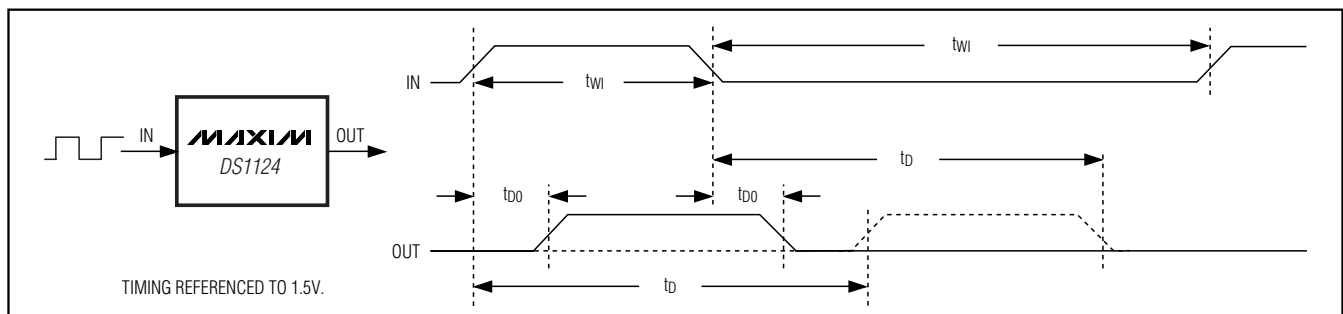 tWI
IN
tWI
IN
MAXIM
DS1124
OUT
tD
tD0
tD0
OUT
tD
TIMING REFERENCED TO 1.5V.